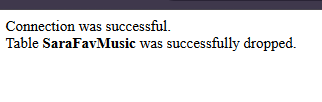 Connection was successful.
Table SaraFavMusic was successfully dropped.